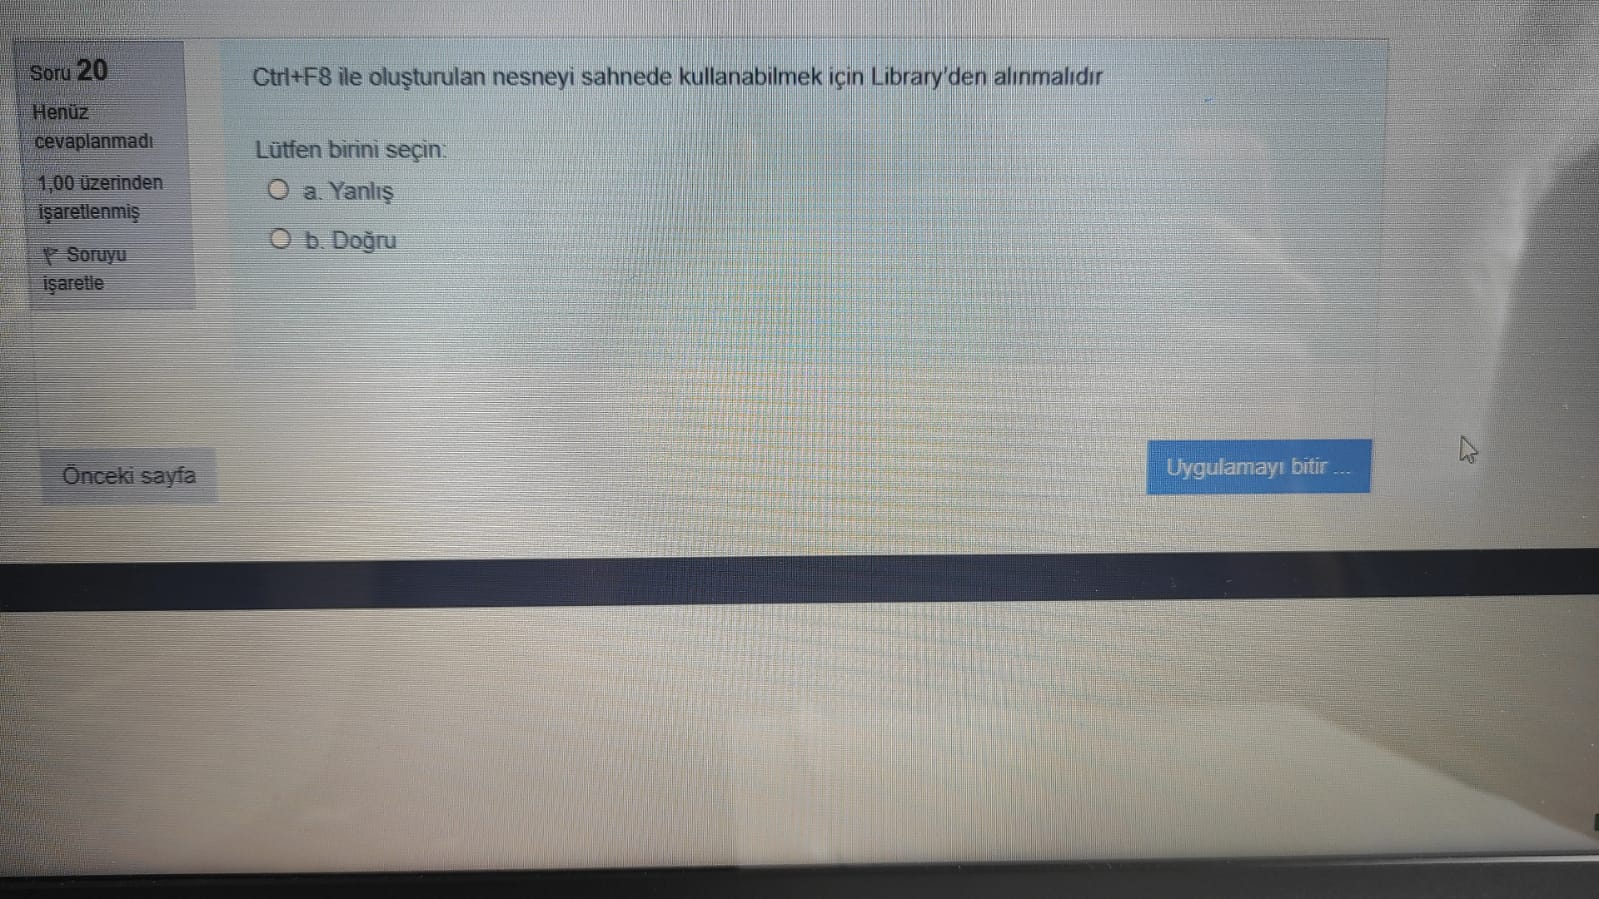 Soru 20
Henüz
cevaplanmadı
1,00 üzerinden
işaretlenmiş
Soruyu
işaretle
Ctrl+F8 ile oluşturulan nesneyi sahnede kullanabilmek için Library'den alınmalıdır
Lütfen birini seçin:
a. Yanlış
b. Doğru
Önceki sayfa
Uygulamayı bitir ...